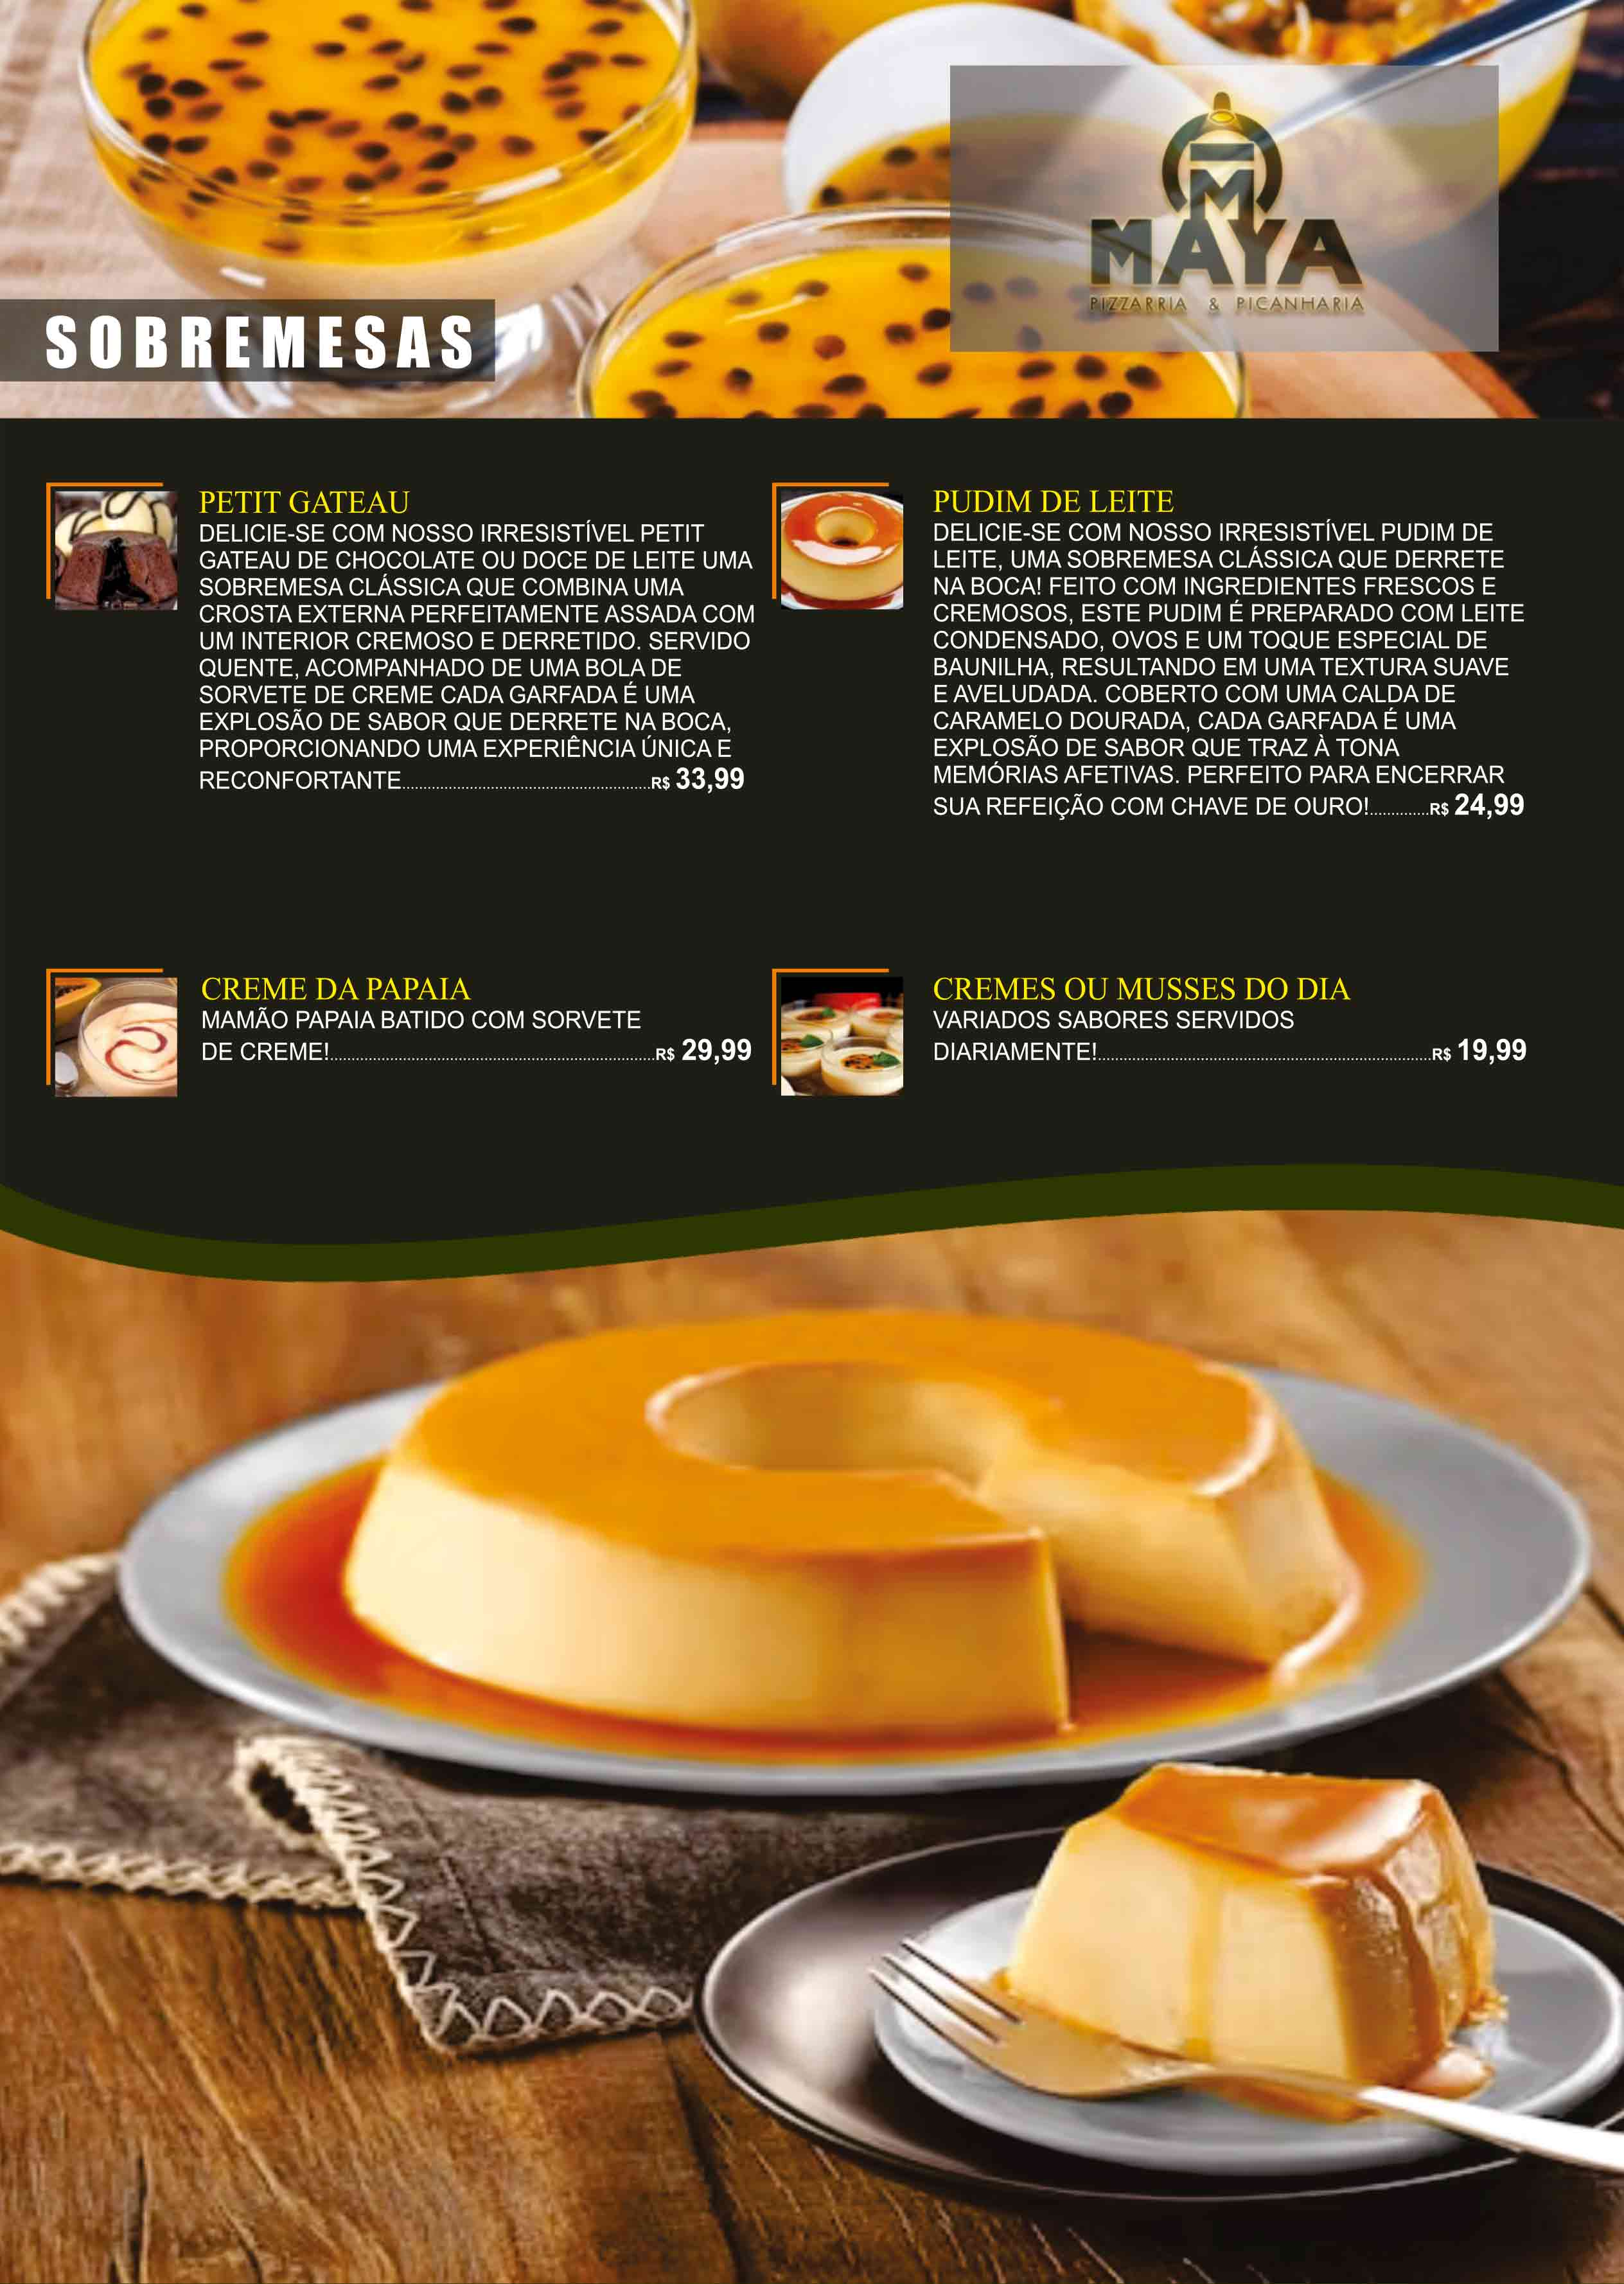 M
MAYA
PIZZARRIA & PICANHARIA
SOBREMESAS
PETIT GATEAU
DELICIE-SE COM NOSSO IRRESISTÍVEL PETIT
GATEAU DE CHOCOLATE OU DOCE DE LEITE UMA
SOBREMESA CLÁSSICA QUE COMBINA UMA
CROSTA EXTERNA PERFEITAMENTE ASSADA COM
UM INTERIOR CREMOSO E DERRETIDO. SERVIDO
QUENTE, ACOMPANHADO DE UMA BOLA DE
SORVETE DE CREME CADA GARFADA É UMA
EXPLOSÃO DE SABOR QUE DERRETE NA BOCA,
PROPORCIONANDO UMA EXPERIÊNCIA ÚNICA E
RECONFORTANTE..........................................................R$ 33,99
PUDIM DE LEITE
DELICIE-SE COM NOSSO IRRESISTÍVEL PUDIM DE
LEITE, UMA SOBREMESA CLÁSSICA QUE DERRETE
NA BOCA! FEITO COM INGREDIENTES FRESCOS E
CREMOSOS, ESTE PUDIM É PREPARADO COM LEITE
CONDENSADO, OVOS E UM TOQUE ESPECIAL DE
BAUNILHA, RESULTANDO EM UMA TEXTURA SUAVE
E AVELUDADA. COBERTO COM UMA CALDA DE
CARAMELO DOURADA, CADA GARFADA É UMA
EXPLOSÃO DE SABOR QUE TRAZ À TONA
MEMÓRIAS AFETIVAS. PERFEITO PARA ENCERRAR
SUA REFEIÇÃO COM CHAVE DE OURO!..............R$ 24,99
CREME DA PAPAIA
MAMÃO PAPAIA BATIDO COM SORVETE
DE CREME!............................................................................R$ 29,99
CREMES OU MUSSES DO DIA
VARIADOS SABORES SERVIDOS
DIARIAMENTE!..............................................................................R$ 19,99